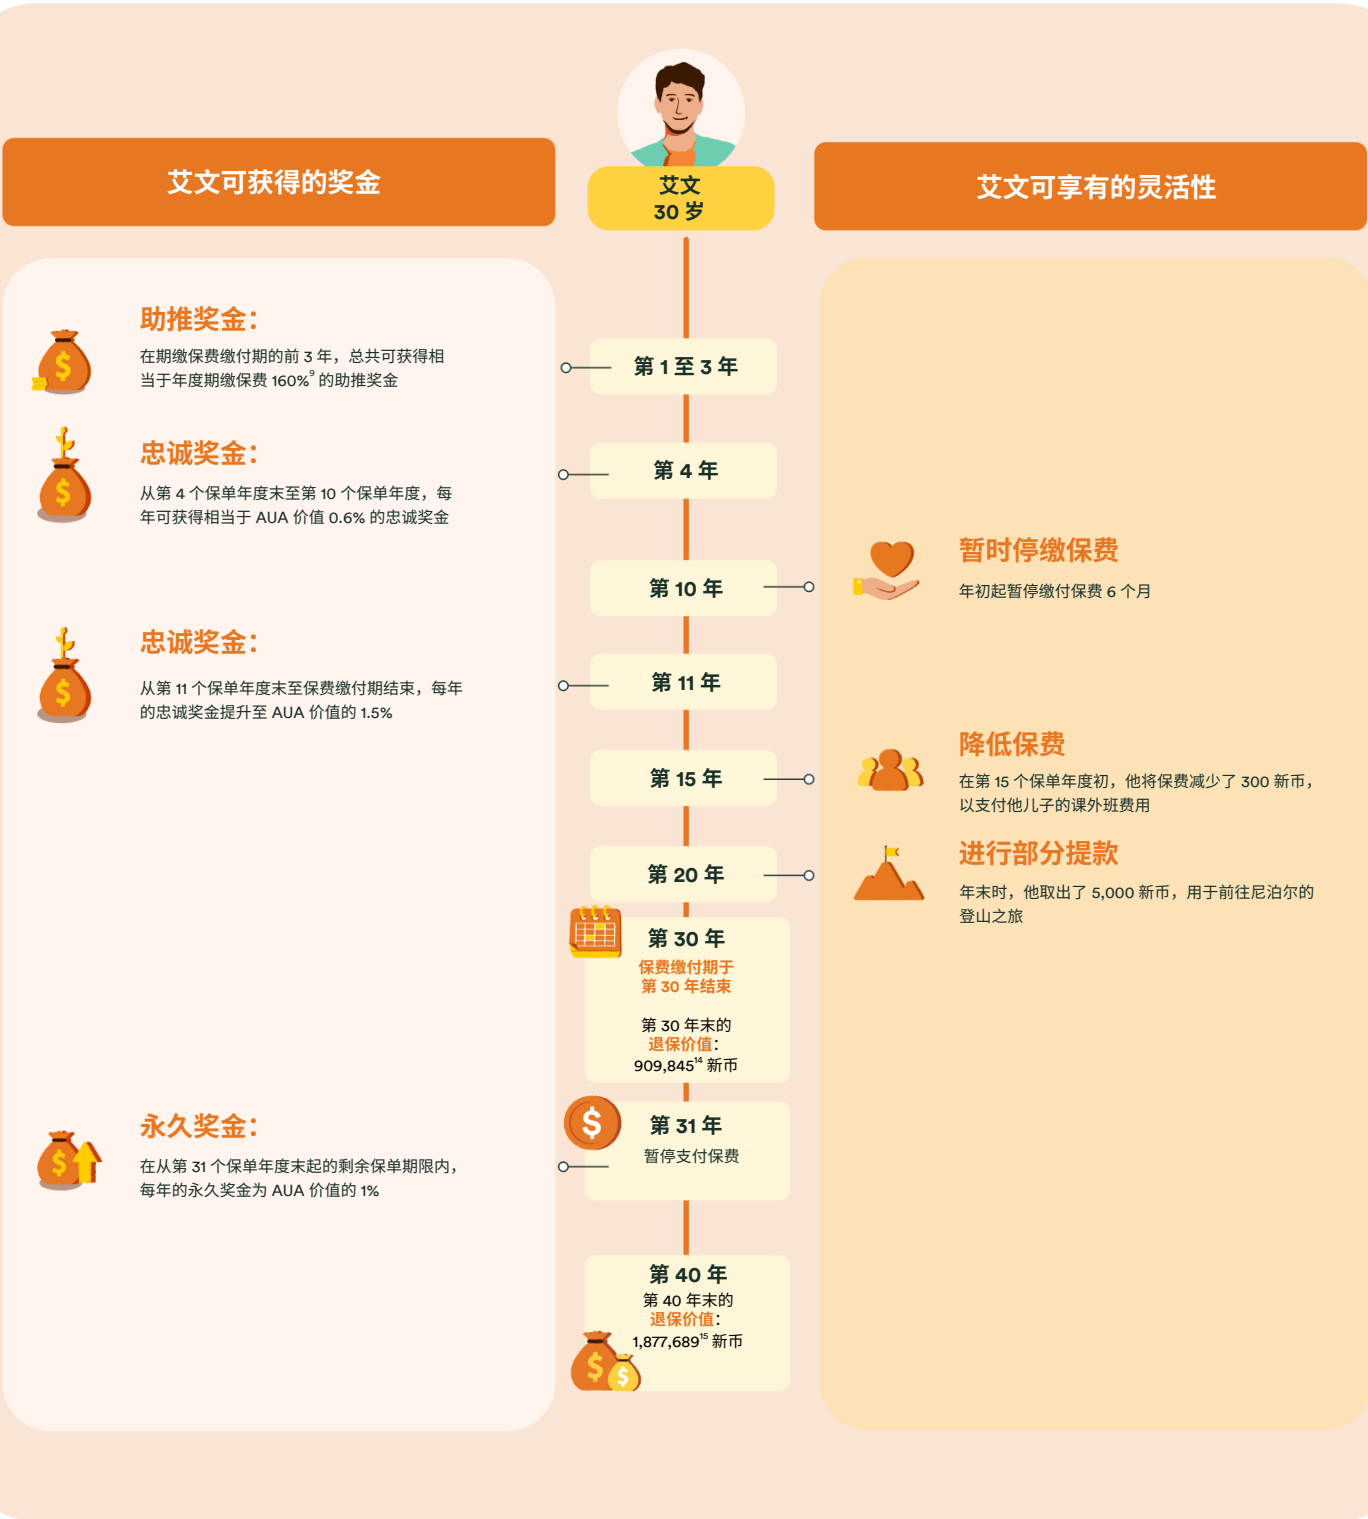 艾文
30 岁
艾文可获得的奖金
艾文可享有的灵活性
助推奖金：
在期缴保费缴付期的前 3 年，总共可获得相
当于年度期缴保费 160%⁹ 的助推奖金
第 1 至 3 年
忠诚奖金：
从第 4 个保单年度末至第 10 个保单年度，每
年可获得相当于 AUA 价值 0.6% 的忠诚奖金
第 4 年
第 10 年
暂时停缴保费
年初起暂停缴付保费 6 个月
忠诚奖金：
从第 11 个保单年度末至保费缴付期结束，每年
的忠诚奖金提升至 AUA 价值的 1.5%
第 11 年
第 15 年
降低保费
在第 15 个保单年度初，他将保费减少了 300 新币，
以支付他儿子的课外班费用
第 20 年
进行部分提款
年末时，他取出了 5,000 新币，用于前往尼泊尔的
登山之旅
第 30 年
保费缴付期于
第 30 年结束
第 30 年末的
退保价值：
909,845¹⁴ 新币
永久奖金：
在从第 31 个保单年度末起的剩余保单期限内，
每年的永久奖金为 AUA 价值的 1%
第 31 年
暂停支付保费
第 40 年
第 40 年末的
退保价值：
1,877,689¹⁵ 新币